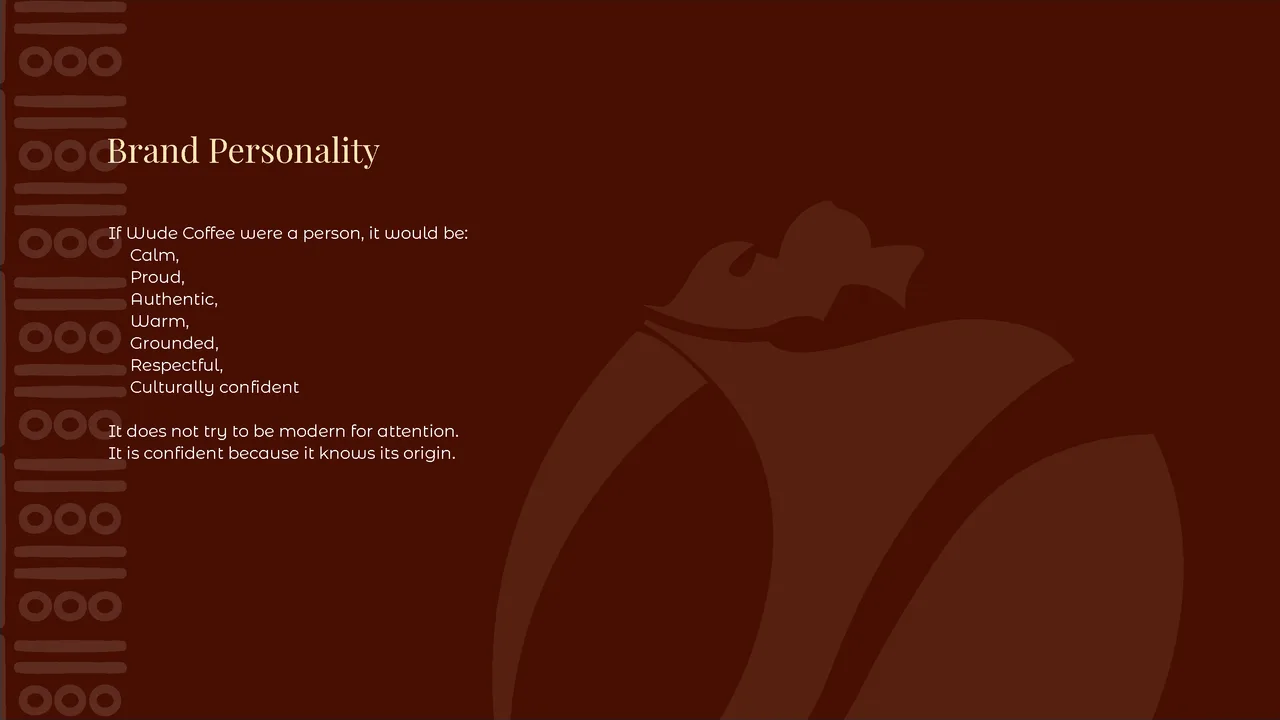 Brand Personality
If Wude Coffee were a person, it would be:
Calm,
Proud,
Authentic,
Warm,
Grounded,
Respectful,
Culturally confident
It does not try to be modern for attention.
It is confident because it knows its origin.